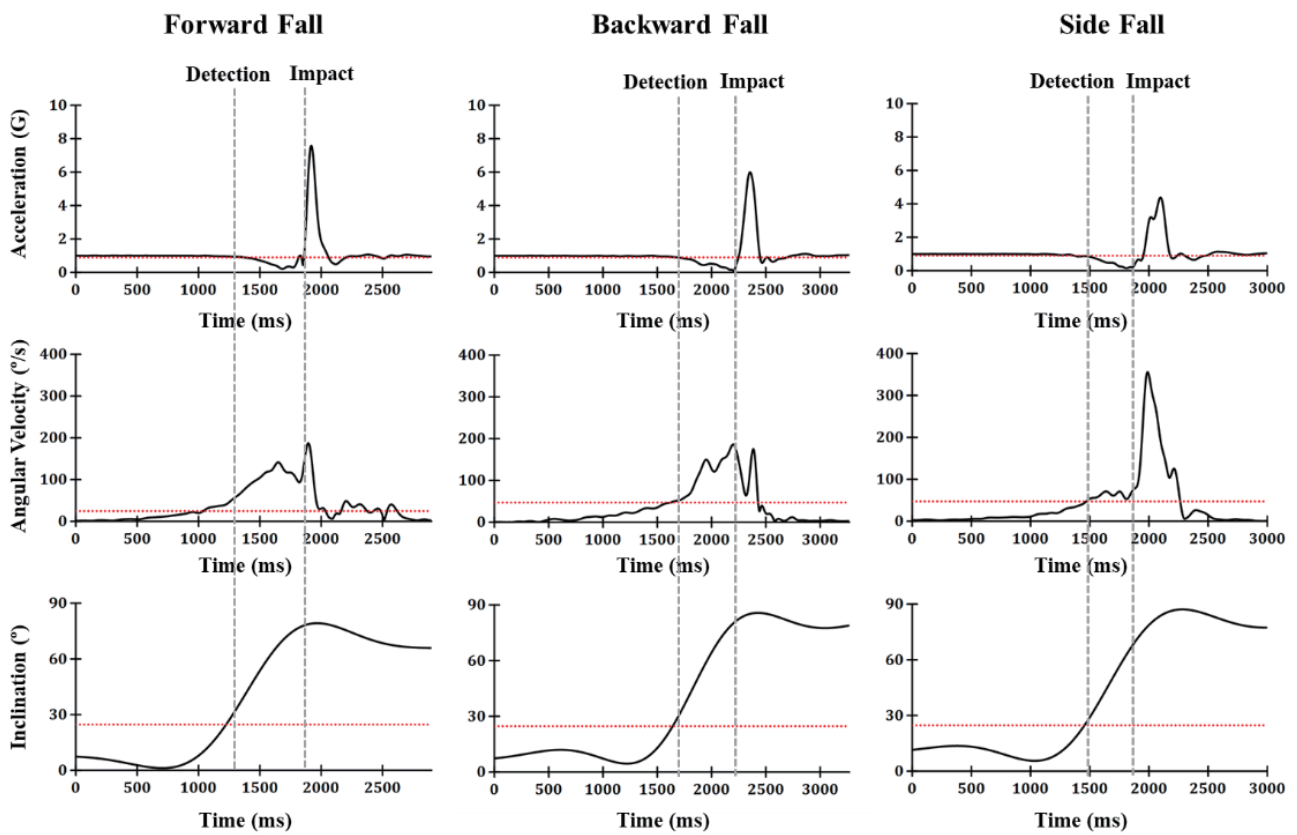 Forward Fall
Backward Fall
Side Fall
Detection Impact
Detection Impact
Detection Impact
Acceleration (G)
10
8
6
4
2
0
0 500 1000 1500 2000 2500
Time (ms)
10
8
6
4
2
0
0 500 1000 1500 2000 2500 3000
Time (ms)
10
8
6
4
2
0
0 500 1000 1500 2000 2500 3000
Time (ms)
Angular Velocity (°/s)
400
300
200
100
0
0 500 1000 1500 2000 2500
Time (ms)
400
300
200
100
0
0 500 1000 1500 2000 2500 3000
Time (ms)
400
300
200
100
0
0 500 1000 1500 2000 2500 3000
Time (ms)
Inclination (°)
90
60
30
0
0 500 1000 1500 2000 2500
Time (ms)
90
60
30
0
0 500 1000 1500 2000 2500 3000
Time (ms)
90
60
30
0
0 500 1000 1500 2000 2500 3000
Time (ms)